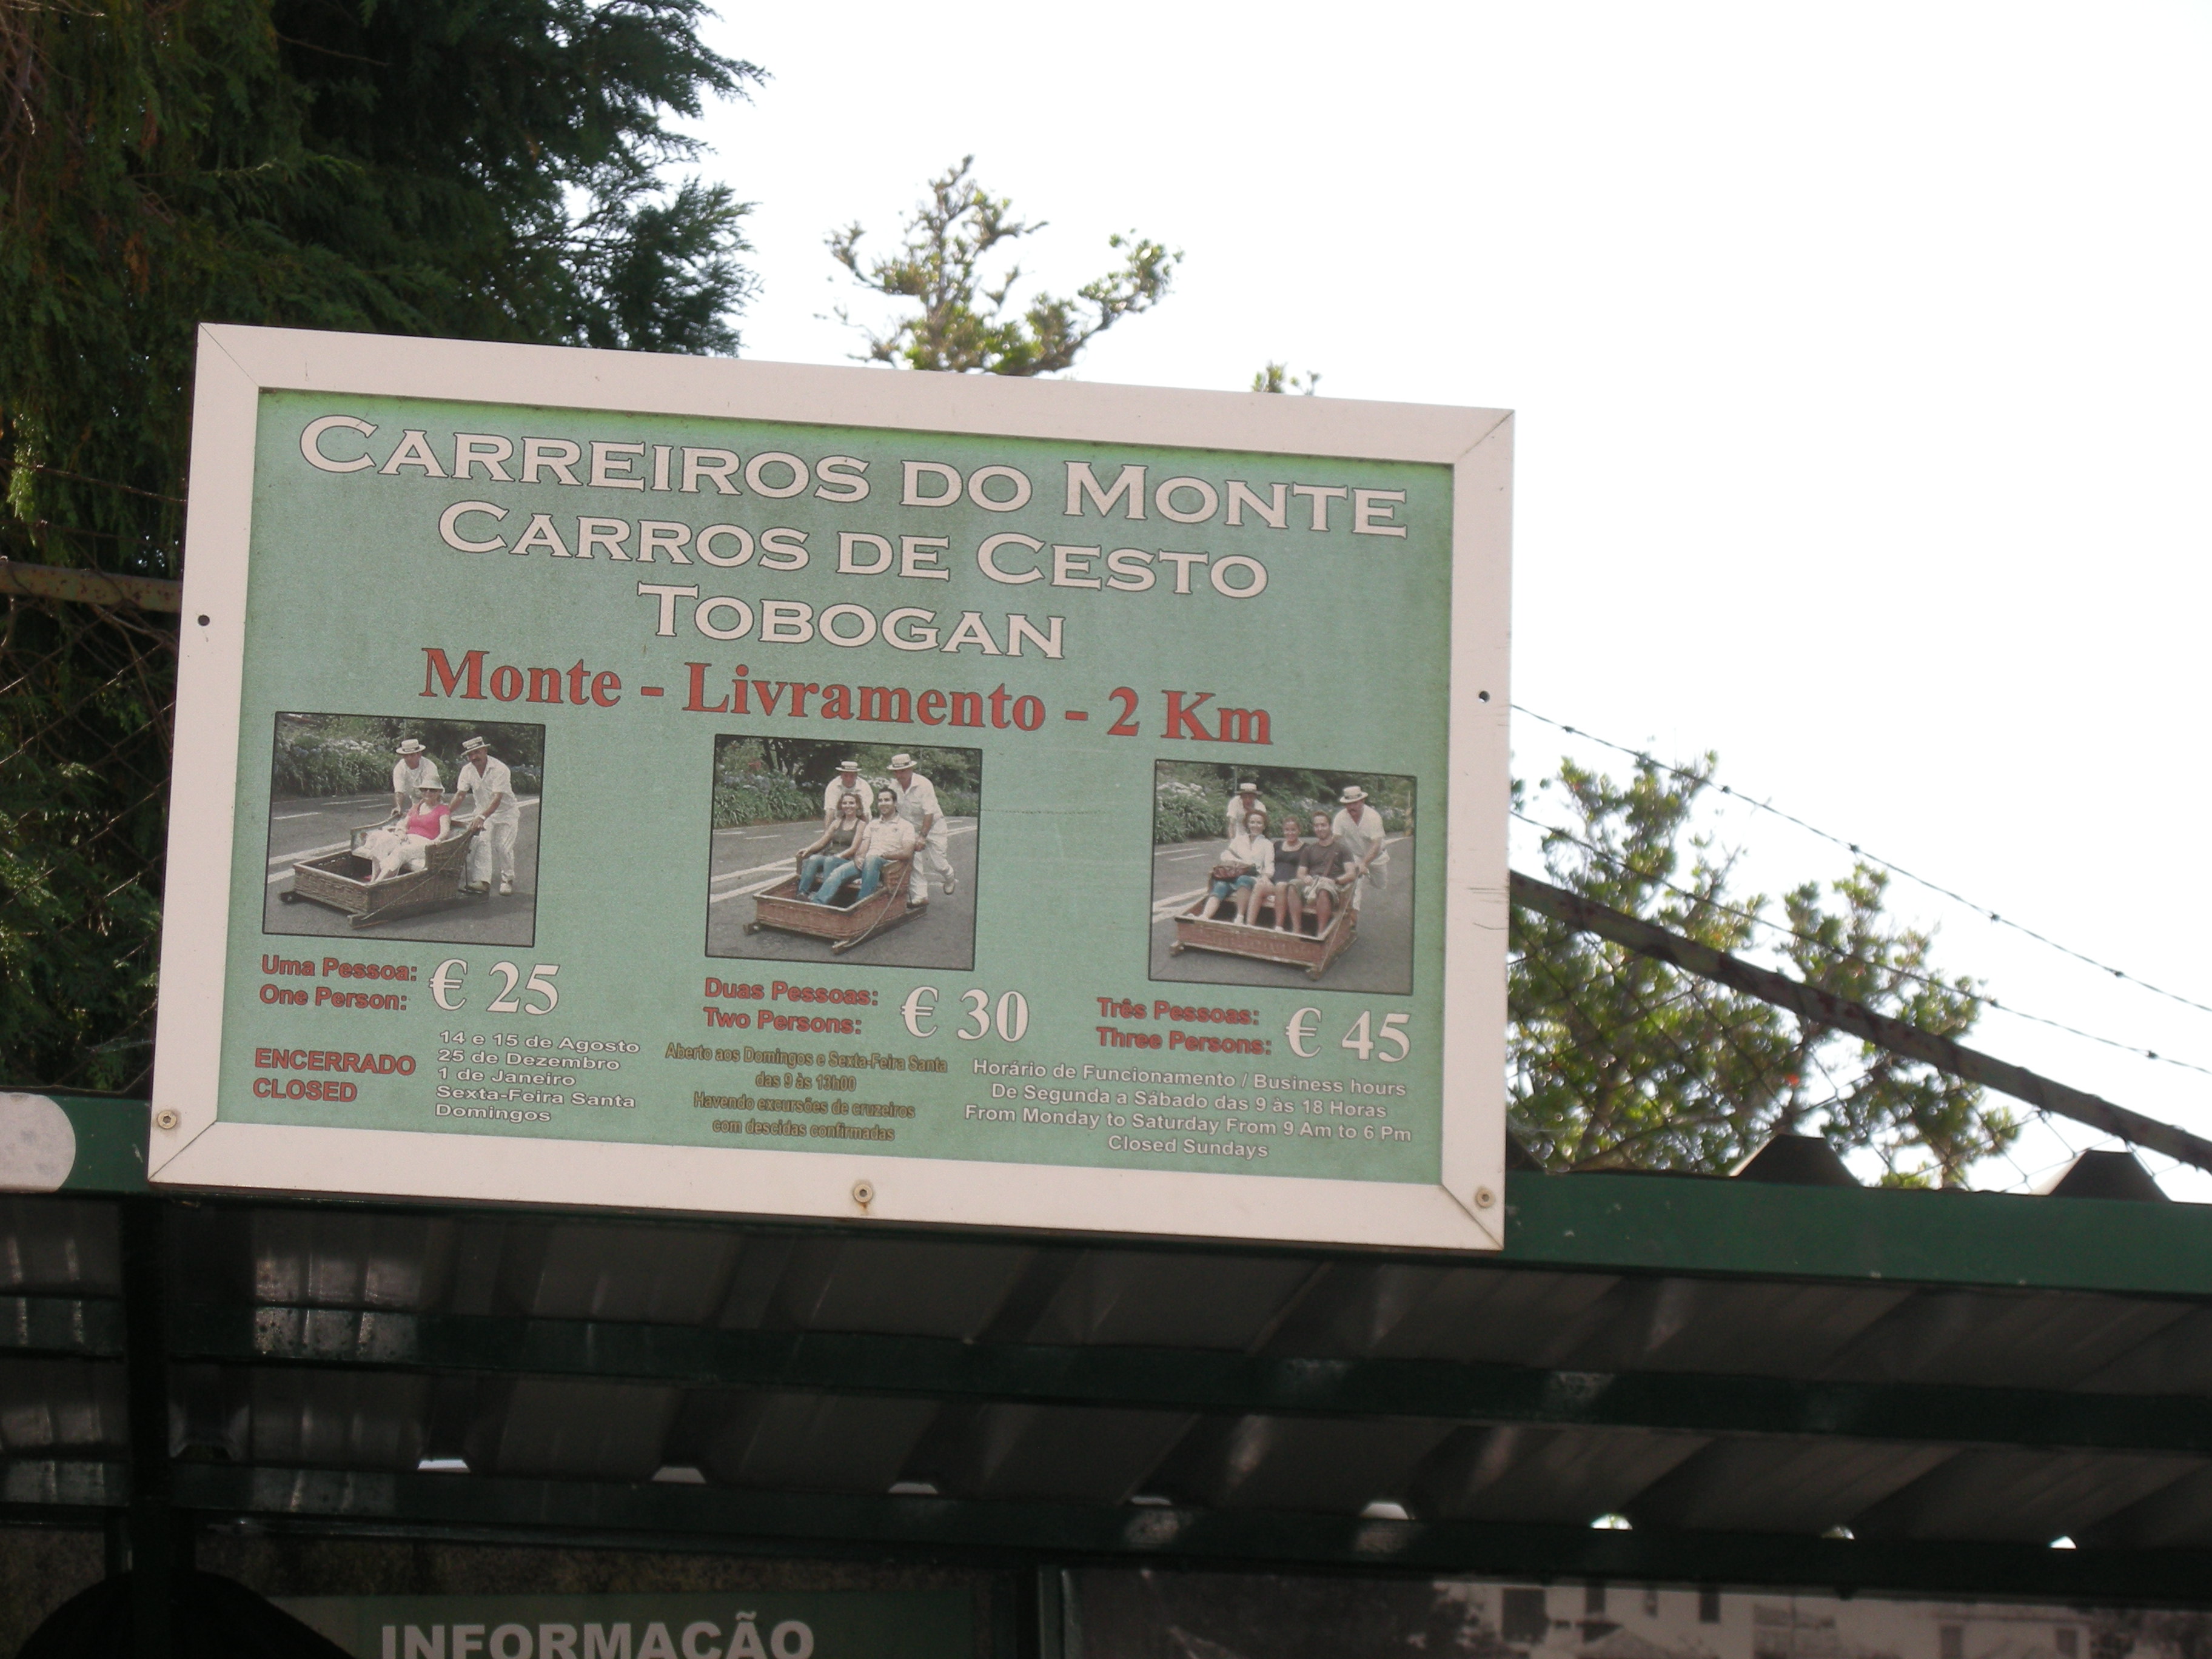 CARREIROS DO MONTE
CARROS DE CESTO
TOBOGAN
Monte - Livramento - 2 Km
Uma Pessoa:
One Person:
€ 25
Duas Pessoas:
Two Persons:
€ 30
Três Pessoas:
Three Persons:
€ 45
ENCERRADO
CLOSED
14 e 15 de Agosto
25 de Dezembro
1 de Janeiro
Sexta-Feira Santa
Domingos
Aberto aos Domingos e Sexta-Feira Santa
das 9 às 13h00
Havendo excursões de cruzeiros
com descidas confirmadas
Horário de Funcionamento / Business hours
De Segunda a Sábado das 9 às 18 Horas
From Monday to Saturday From 9 Am to 6 Pm
Closed Sundays
INFORMAÇÃO